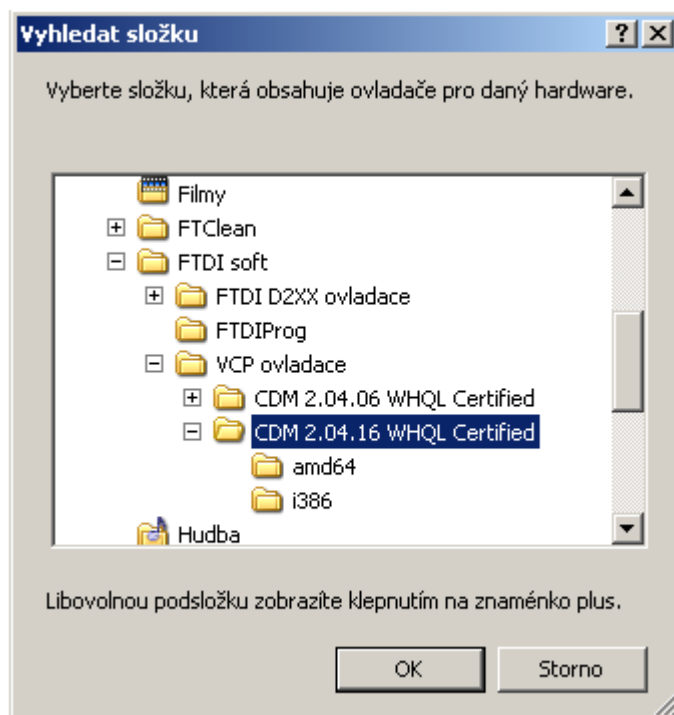 Vyhledat složku
Vyberte složku, která obsahuje ovladače pro daný hardware.
Filmy
FTClean
FTDI soft
FTDI D2XX ovladace
FTDIProg
VCP ovladace
CDM 2.04.06 WHQL Certified
CDM 2.04.16 WHQL Certified
amd64
i386
Hudba
Libovolnou podsložku zobrazíte klepnutím na znaménko plus.
OK Storno